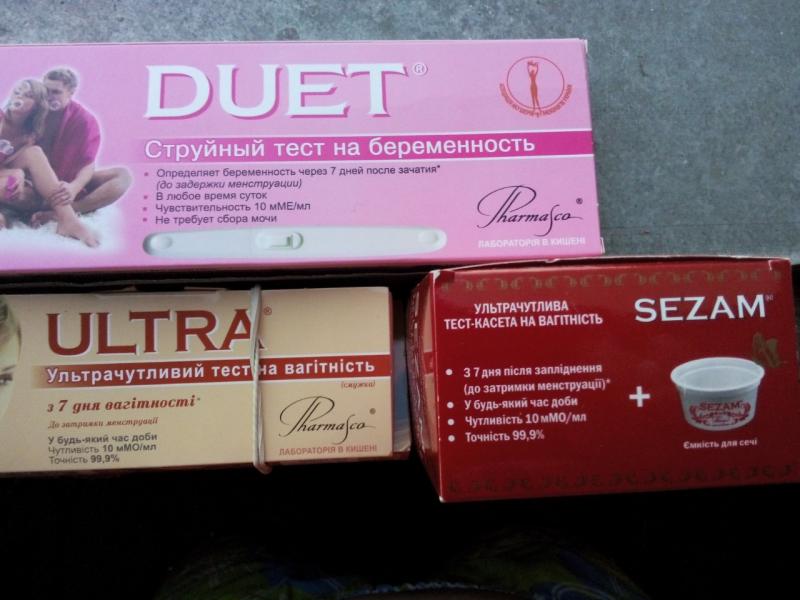 DUET®
Струйный тест на беременность
• Определяет беременность через 7 дней после зачатия*
(до задержки менструации)
• В любое время суток
• Чувствительность 10 мМЕ/мл
• Не требует сбора мочи
Pharmasco®
ЛАБОРАТОРІЯ В КИШЕНІ
ULTRA®
Ультрачутливий тест на вагітність
(смужка)
з 7 дня вагітності*
До затримки менструації
У будь-який час доби
Чутливість 10 мМО/мл
Точність 99,9%
Pharmasco®
ЛАБОРАТОРІЯ В КИШЕНІ
УЛЬТРАЧУТЛИВА
ТЕСТ-КАСЕТА НА ВАГІТНІСТЬ
SEZAM
• З 7 дня після запліднення
(до затримки менструації)*
• У будь-який час доби
• Чутливість 10 мМО/мл
• Точність 99,9%
+
SEZAM
Ємкість для сечі